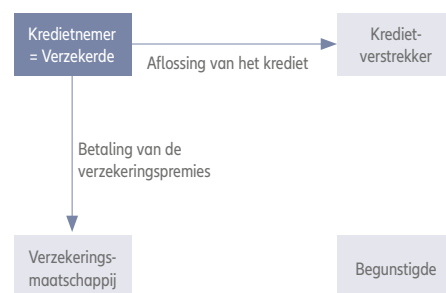 Kredietnemer
= Verzekerde
Aflossing van het krediet
Krediet-
verstrekker
Betaling van de
verzekeringspremies
Verzekerings-
maatschappij
Begunstigde